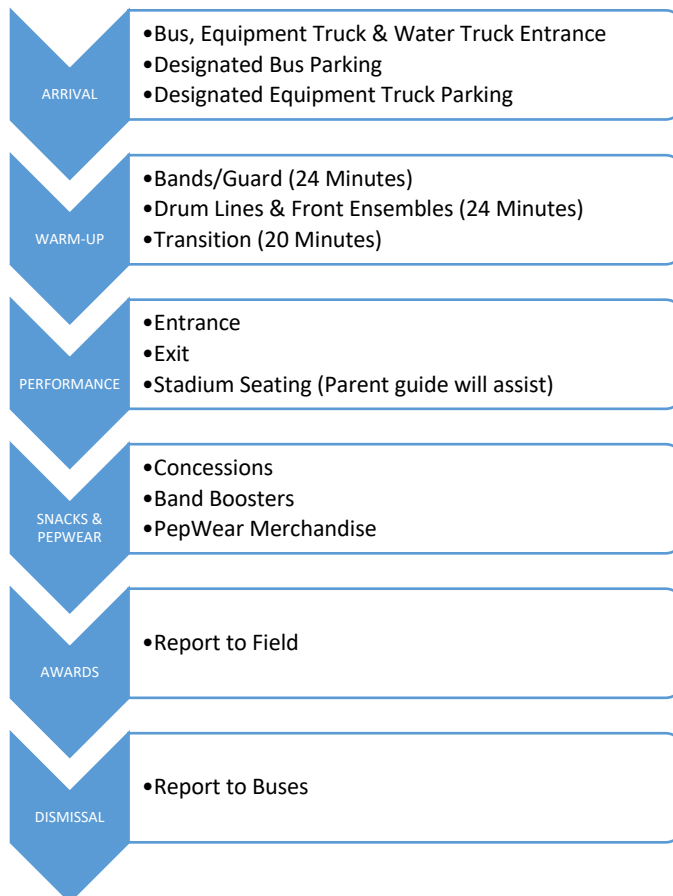 ARRIVAL
•Bus, Equipment Truck & Water Truck Entrance
•Designated Bus Parking
•Designated Equipment Truck Parking
WARM-UP
•Bands/Guard (24 Minutes)
•Drum Lines & Front Ensembles (24 Minutes)
•Transition (20 Minutes)
PERFORMANCE
•Entrance
•Exit
•Stadium Seating (Parent guide will assist)
SNACKS &
PEPWEAR
•Concessions
•Band Boosters
•PepWear Merchandise
AWARDS
•Report to Field
DISMISSAL
•Report to Buses